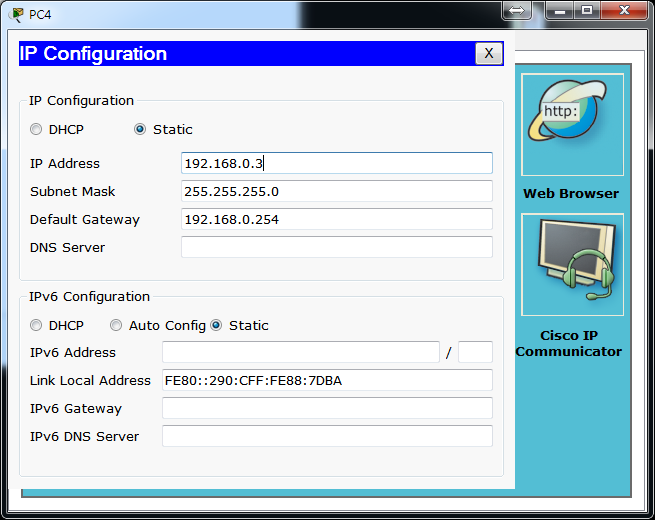 PC4
IP Configuration
X
IP Configuration
DHCP Static
IP Address 192.168.0.3
Subnet Mask 255.255.255.0
Default Gateway 192.168.0.254
DNS Server
IPv6 Configuration
DHCP Auto Config Static
IPv6 Address /
Link Local Address FE80::290:CFF:FE88:7DBA
IPv6 Gateway
IPv6 DNS Server
http:
Web Browser
Cisco IP
Communicator